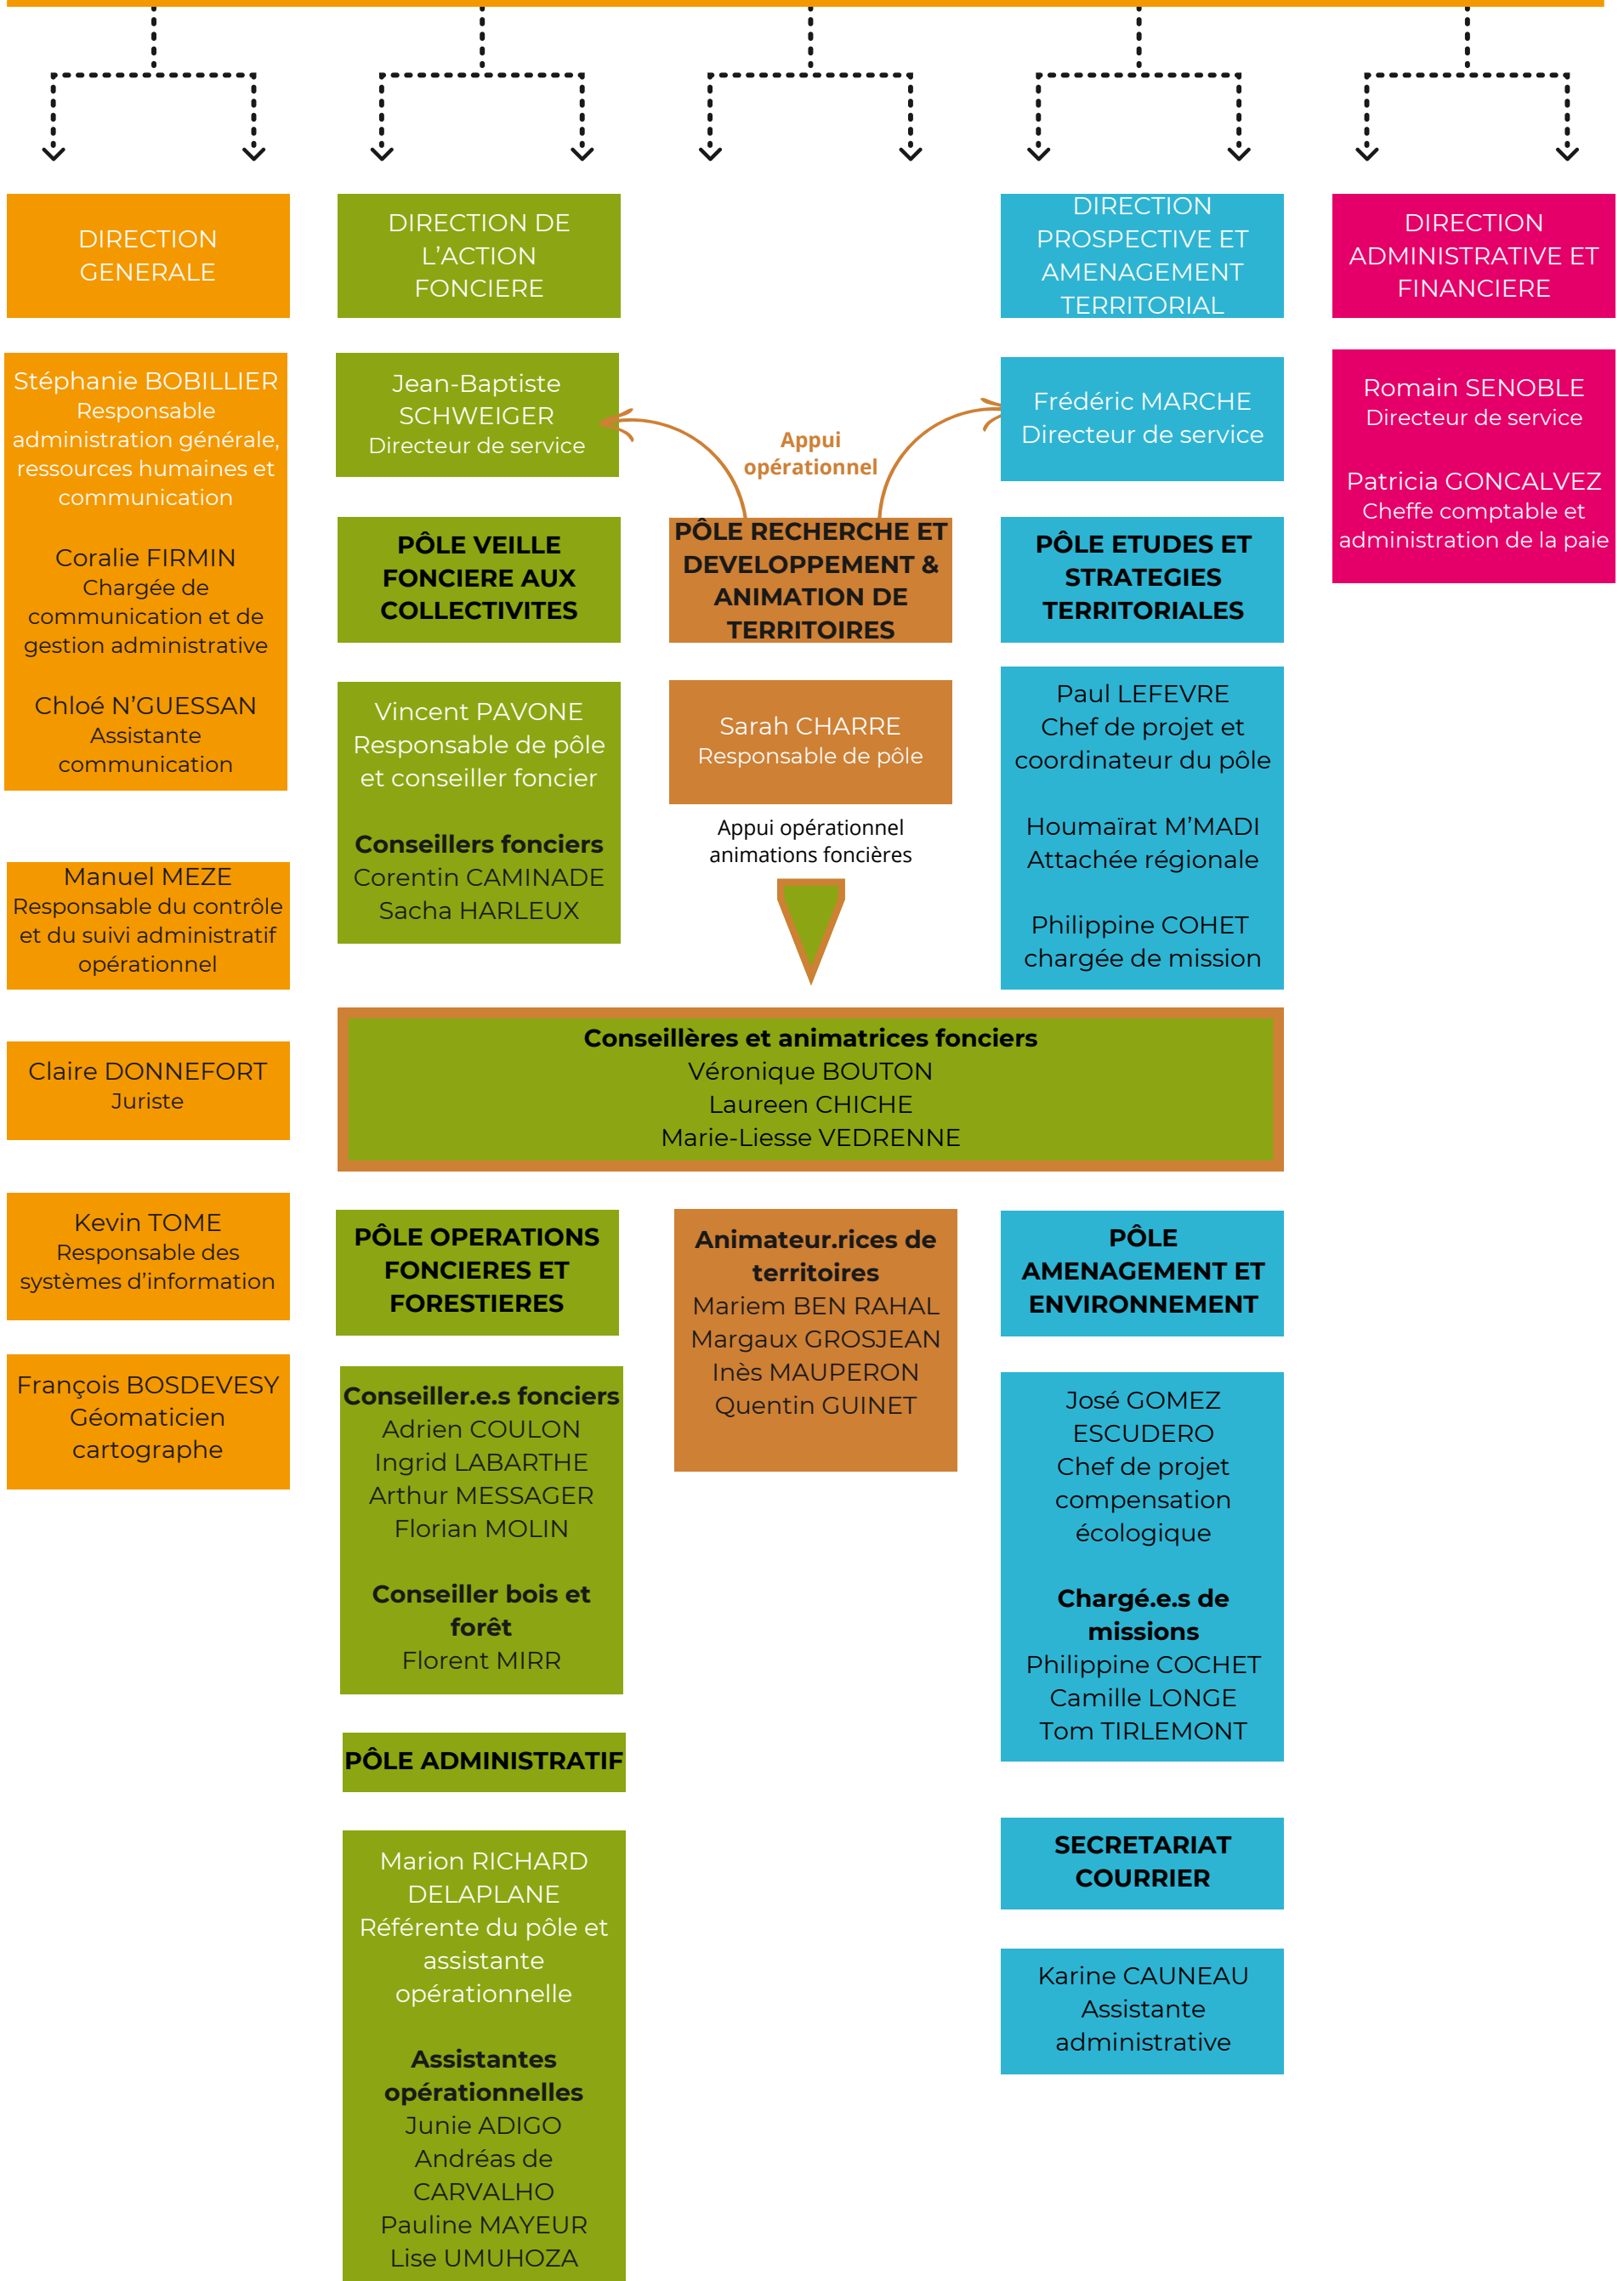 DIRECTION
GENERALE
Stéphanie BOBILLIER
Responsable
administration générale,
ressources humaines et
communication
Coralie FIRMIN
Chargée de
communication et de
gestion administrative
Chloé N’GUESSAN
Assistante
communication
Manuel MEZE
Responsable du contrôle
et du suivi administratif
opérationnel
Claire DONNEFORT
Juriste
Kevin TOME
Responsable des
systèmes d’information
François BOSDEVESY
Géomaticien
cartographe
DIRECTION DE
L’ACTION
FONCIERE
Jean-Baptiste
SCHWEIGER
Directeur de service
PÔLE VEILLE
FONCIERE AUX
COLLECTIVITES
Vincent PAVONE
Responsable de pôle
et conseiller foncier
Conseillers fonciers
Corentin CAMINADE
Sacha HARLEUX
Appui
opérationnel
PÔLE RECHERCHE ET
DEVELOPPEMENT &
ANIMATION DE
TERRITOIRES
Sarah CHARRE
Responsable de pôle
Appui opérationnel
animations foncières
DIRECTION
PROSPECTIVE ET
AMENAGEMENT
TERRITORIAL
Frédéric MARCHE
Directeur de service
PÔLE ETUDES ET
STRATEGIES
TERRITORIALES
Paul LEFEVRE
Chef de projet et
coordinateur du pôle
Houmaïrat M’MADI
Attachée régionale
Philippine COHET
chargée de mission
DIRECTION
ADMINISTRATIVE ET
FINANCIERE
Romain SENOBLE
Directeur de service
Patricia GONCALVEZ
Cheffe comptable et
administration de la paie
Conseillères et animatrices fonciers
Véronique BOUTON
Laureen CHICHE
Marie-Liesse VEDRENNE
PÔLE OPERATIONS
FONCIERES ET
FORESTIERES
Conseiller.e.s fonciers
Adrien COULON
Ingrid LABARTHE
Arthur MESSAGER
Florian MOLIN
Conseiller bois et
forêt
Florent MIRR
PÔLE ADMINISTRATIF
Marion RICHARD
DELAPLANE
Référente du pôle et
assistante
opérationnelle
Assistantes
opérationnelles
Junie ADIGO
Andréas de
CARVALHO
Pauline MAYEUR
Lise UMUHOZA
Animateur.rices de
territoires
Mariem BEN RAHAL
Margaux GROSJEAN
Inès MAUPERON
Quentin GUINET
PÔLE
AMENAGEMENT ET
ENVIRONNEMENT
José GOMEZ
ESCUDERO
Chef de projet
compensation
écologique
Chargé.e.s de
missions
Philippine COCHET
Camille LONGE
Tom TIRLEMONT
SECRETARIAT
COURRIER
Karine CAUNEAU
Assistante
administrative